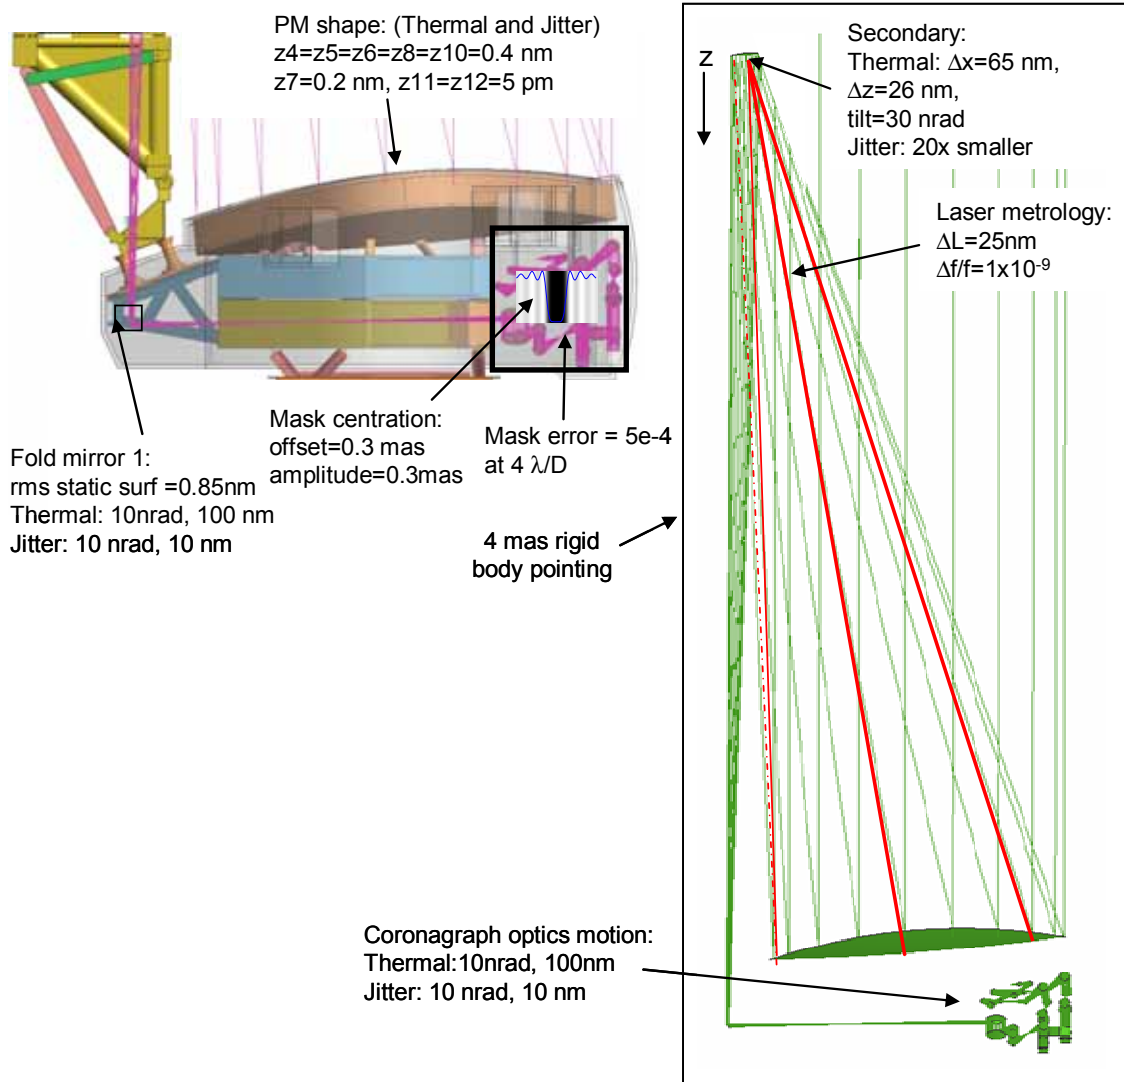 PM shape: (Thermal and Jitter)
z4=z5=z6=z8=z10=0.4 nm
z7=0.2 nm, z11=z12=5 pm
z
Secondary:
Thermal: Δx=65 nm,
Δz=26 nm,
tilt=30 nrad
Jitter: 20x smaller
Laser metrology:
ΔL=25nm
Δf/f=1x10⁻⁹
Mask centration:
offset=0.3 mas
amplitude=0.3mas
Mask error = 5e-4
at 4 λ/D
Fold mirror 1:
rms static surf =0.85nm
Thermal: 10nrad, 100 nm
Jitter: 10 nrad, 10 nm
4 mas rigid
body pointing
Coronagraph optics motion:
Thermal:10nrad, 100nm
Jitter: 10 nrad, 10 nm